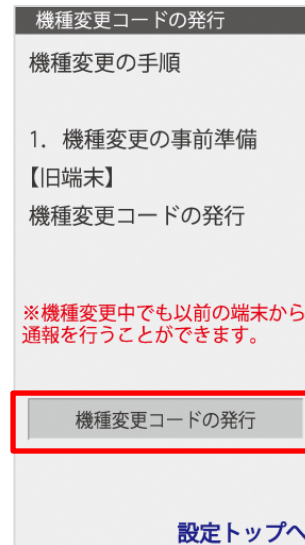 機種変更コードの発行
機種変更の手順
1. 機種変更の事前準備
【旧端末】
機種変更コードの発行
※機種変更中でも以前の端末から
通報を行うことができます。
機種変更コードの発行
設定トップへ